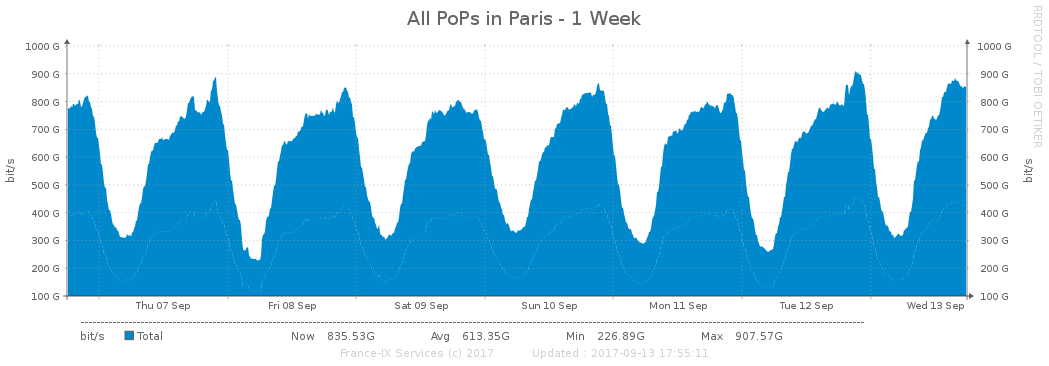 All PoPs in Paris - 1 Week
RRDTOOL / TOBI OETIKER
1000 G 1000 G
900 G 900 G
800 G 800 G
700 G 700 G
600 G 600 G
500 G 500 G
400 G 400 G
300 G 300 G
200 G 200 G
100 G 100 G
bit/s bit/s
Thu 07 Sep Fri 08 Sep Sat 09 Sep Sun 10 Sep Mon 11 Sep Tue 12 Sep Wed 13 Sep
bit/s Total Now 835.53G Avg 613.35G Min 226.89G Max 907.57G
France-IX Services (c) 2017 Updated : 2017-09-13 17:55:11